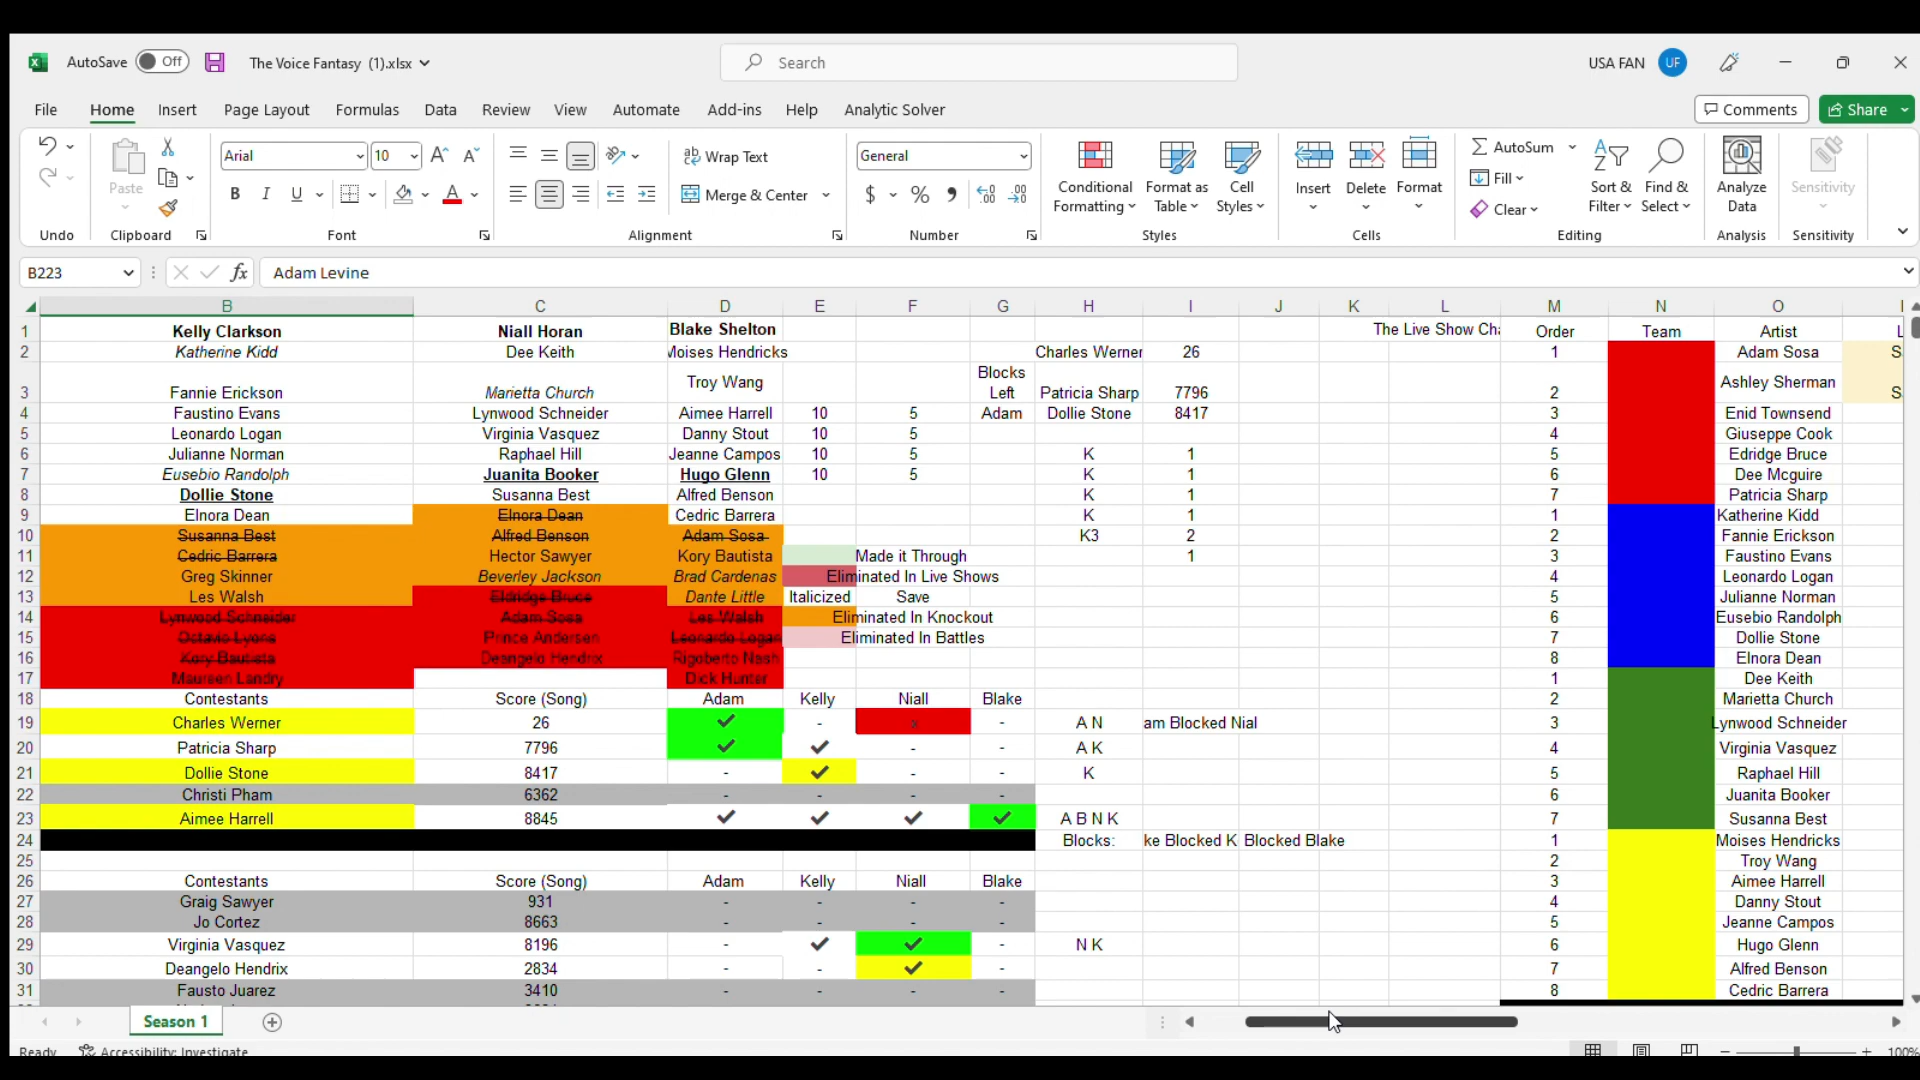 AutoSave Off The Voice Fantasy (1).xlsx Search USA FAN UF
File Home Insert Page Layout Formulas Data Review View Automate Add-ins Help Analytic Solver Comments Share
Arial 10 Wrap Text General AutoSum
Paste Conditional Format as Cell Insert Delete Format Fill Sort & Find & Analyze Sensitivity
B I U Merge & Center $ % Formatting Table Styles Clear Filter Select Data
Undo Clipboard Font Alignment Number Styles Cells Editing Analysis Sensitivity
B223 fx Adam Levine
B C D E F G H I J K L M N O
1 Kelly Clarkson Niall Horan Blake Shelton The Live Show Cha Order Team Artist
2 Katherine Kidd Dee Keith Moises Hendricks Charles Werner 26 1 Adam Sosa S
3 Fannie Erickson Marietta Church Troy Wang Blocks Left Patricia Sharp 7796 2 Ashley Sherman S
4 Faustino Evans Lynwood Schneider Aimee Harrell 10 5 Adam Dollie Stone 8417 3 Enid Townsend
5 Leonardo Logan Virginia Vasquez Danny Stout 10 5 4 Giuseppe Cook
6 Julianne Norman Raphael Hill Jeanne Campos 10 5 K 1 5 Edridge Bruce
7 Eusebio Randolph Juanita Booker Hugo Glenn 10 5 K 1 6 Dee Mcguire
8 Dollie Stone Susanna Best Alfred Benson K 1 7 Patricia Sharp
9 Elnora Dean Elnora Dean Cedric Barrera K 1 1 Katherine Kidd
10 Susanna Best Alfred Benson Adam Sosa K3 2 2 Fannie Erickson
11 Cedric Barrera Hector Sawyer Kory Bautista Made it Through 1 3 Faustino Evans
12 Greg Skinner Beverley Jackson Brad Cardenas Eliminated In Live Shows 4 Leonardo Logan
13 Les Walsh Eldridge Bruce Dante Little Italicized Save 5 Julianne Norman
14 Lynwood Schneider Adam Sosa Les Walsh Eliminated In Knockout 6 Eusebio Randolph
15 Octavio Lyons Prince Andersen Leonardo Logan Eliminated In Battles 7 Dollie Stone
16 Kory Bautista Deangelo Hendrix Rigoberto Nash 8 Elnora Dean
17 Maureen Landry Dick Hunter 1 Dee Keith
18 Contestants Score (Song) Adam Kelly Niall Blake 2 Marietta Church
19 Charles Werner 26 ✓ - x - A N am Blocked Nial 3 Lynwood Schneider
20 Patricia Sharp 7796 ✓ ✓ - - A K 4 Virginia Vasquez
21 Dollie Stone 8417 - ✓ - - K 5 Raphael Hill
22 Christi Pham 6362 - - - - 6 Juanita Booker
23 Aimee Harrell 8845 ✓ ✓ ✓ ✓ A B N K 7 Susanna Best
24 Blocks: ke Blocked K Blocked Blake 1 Moises Hendricks
25 2 Troy Wang
26 Contestants Score (Song) Adam Kelly Niall Blake 3 Aimee Harrell
27 Graig Sawyer 931 - - - - 4 Danny Stout
28 Jo Cortez 8663 - - - - 5 Jeanne Campos
29 Virginia Vasquez 8196 - ✓ ✓ - N K 6 Hugo Glenn
30 Deangelo Hendrix 2834 - - ✓ - 7 Alfred Benson
31 Fausto Juarez 3410 - - - - 8 Cedric Barrera
Season 1
Ready Accessibility: Investigate 100%